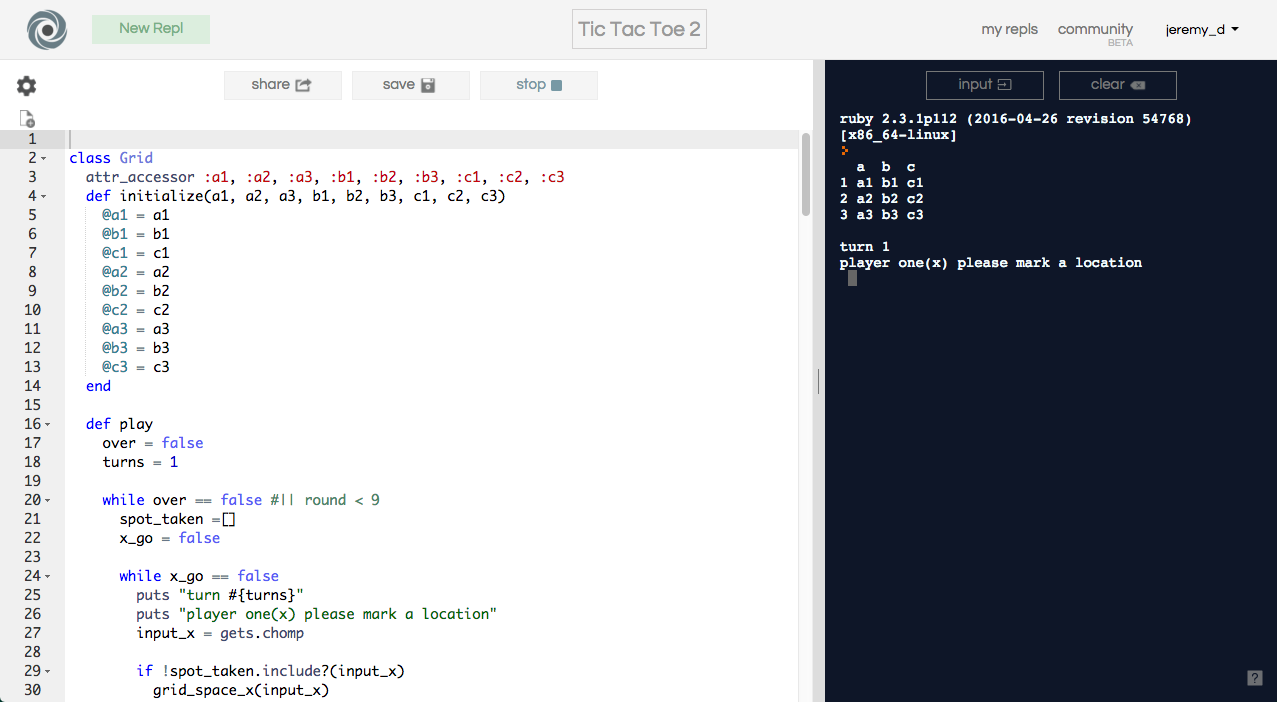 New Repl
Tic Tac Toe 2
my repls
community
BETA
jeremy_d
share
save
stop
1
2 class Grid
3   attr_accessor :a1, :a2, :a3, :b1, :b2, :b3, :c1, :c2, :c3
4   def initialize(a1, a2, a3, b1, b2, b3, c1, c2, c3)
5     @a1 = a1
6     @b1 = b1
7     @c1 = c1
8     @a2 = a2
9     @b2 = b2
10     @c2 = c2
11     @a3 = a3
12     @b3 = b3
13     @c3 = c3
14   end
15
16   def play
17     over = false
18     turns = 1
19
20     while over == false #|| round < 9
21       spot_taken =[]
22       x_go = false
23
24       while x_go == false
25         puts "turn #{turns}"
26         puts "player one(x) please mark a location"
27         input_x = gets.chomp
28
29         if !spot_taken.include?(input_x)
30           grid_space_x(input_x)
input
clear
ruby 2.3.1p112 (2016-04-26 revision 54768)
[x86_64-linux]
  a  b  c
1 a1 b1 c1
2 a2 b2 c2
3 a3 b3 c3
turn 1
player one(x) please mark a location
?